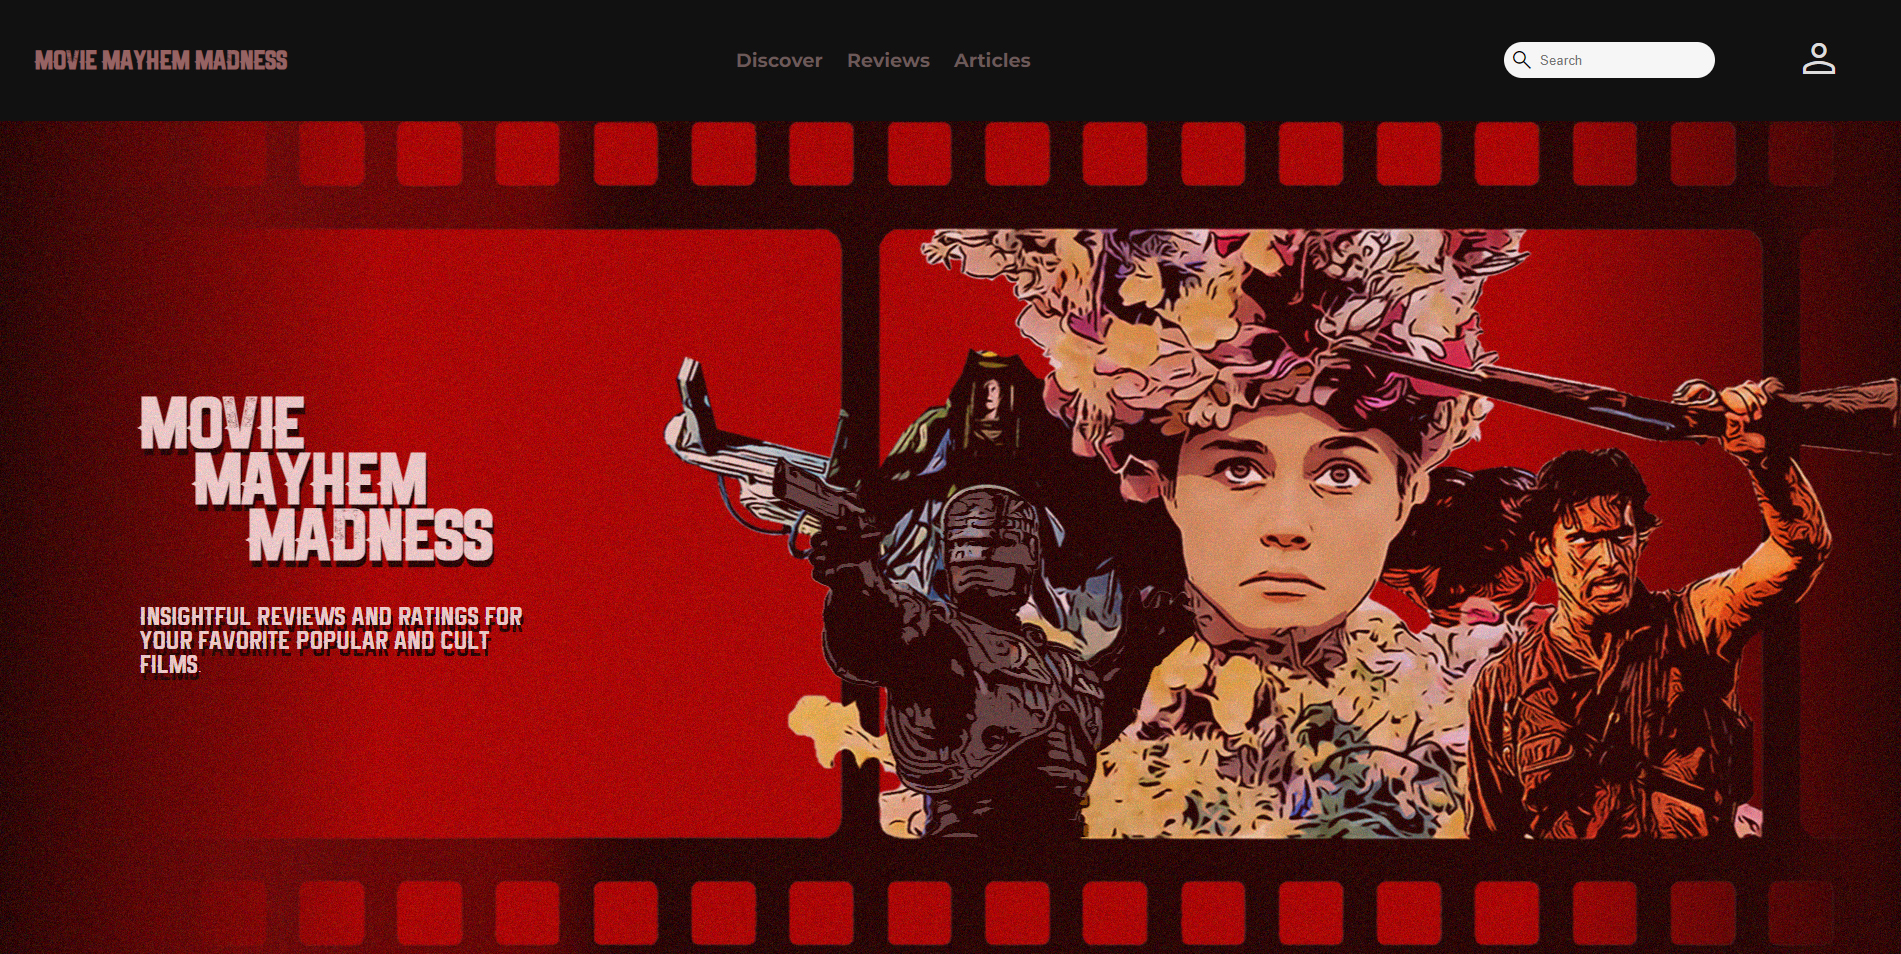 MOVIE MAYHEM MADNESS
Discover Reviews Articles
Search
MOVIE
MAYHEM
MADNESS
INSIGHTFUL REVIEWS AND RATINGS FOR
YOUR FAVORITE POPULAR AND CULT
FILMS.